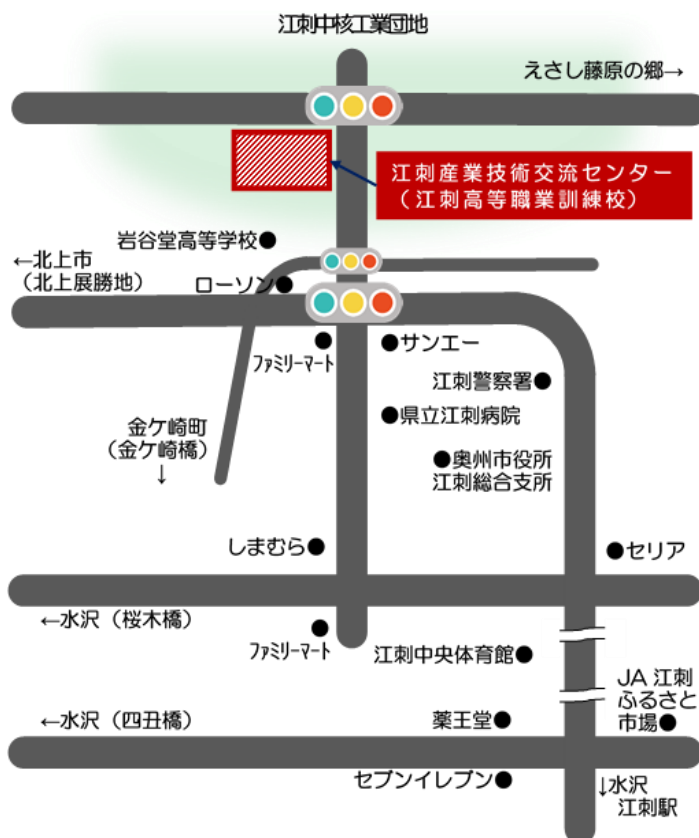 江刺中核工業団地
えさし藤原の郷→
江刺産業技術交流センター
（江刺高等職業訓練校）
岩谷堂高等学校
←北上市
（北上展勝地）
ローソン
ファミリーマート
サンエー
江刺警察署
県立江刺病院
金ケ崎町
（金ケ崎橋）
↓
奥州市役所
江刺総合支所
しまむら
セリア
←水沢（桜木橋）
ファミリーマート
江刺中央体育館
JA 江刺
ふるさと
市場
←水沢（四丑橋）
薬王堂
セブンイレブン
↓水沢
江刺駅